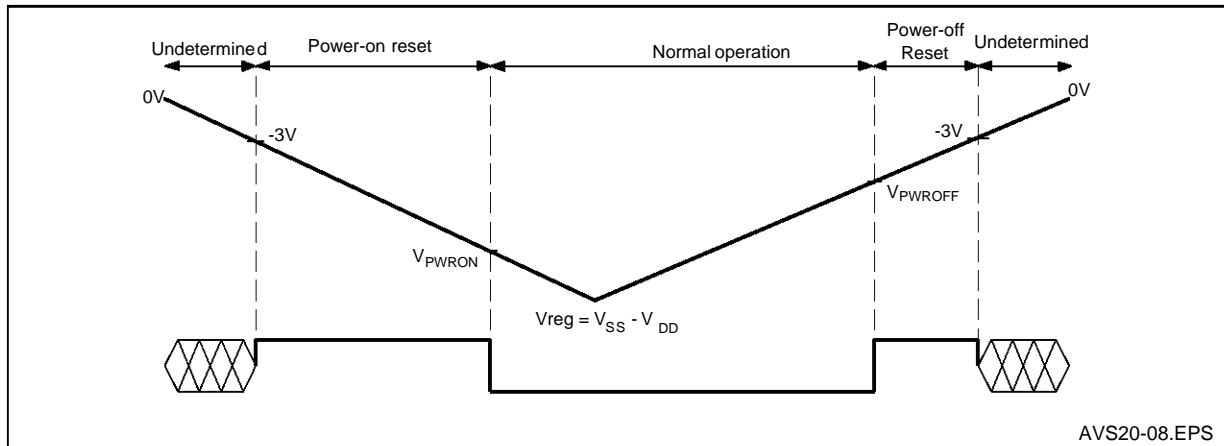 Undetermined
Power-on reset
Normal operation
Power-off
Reset
Undetermined
0V
0V
-3V
-3V
VPWROFF
VPWRON
Vreg = VSS - VDD
AVS20-08.EPS